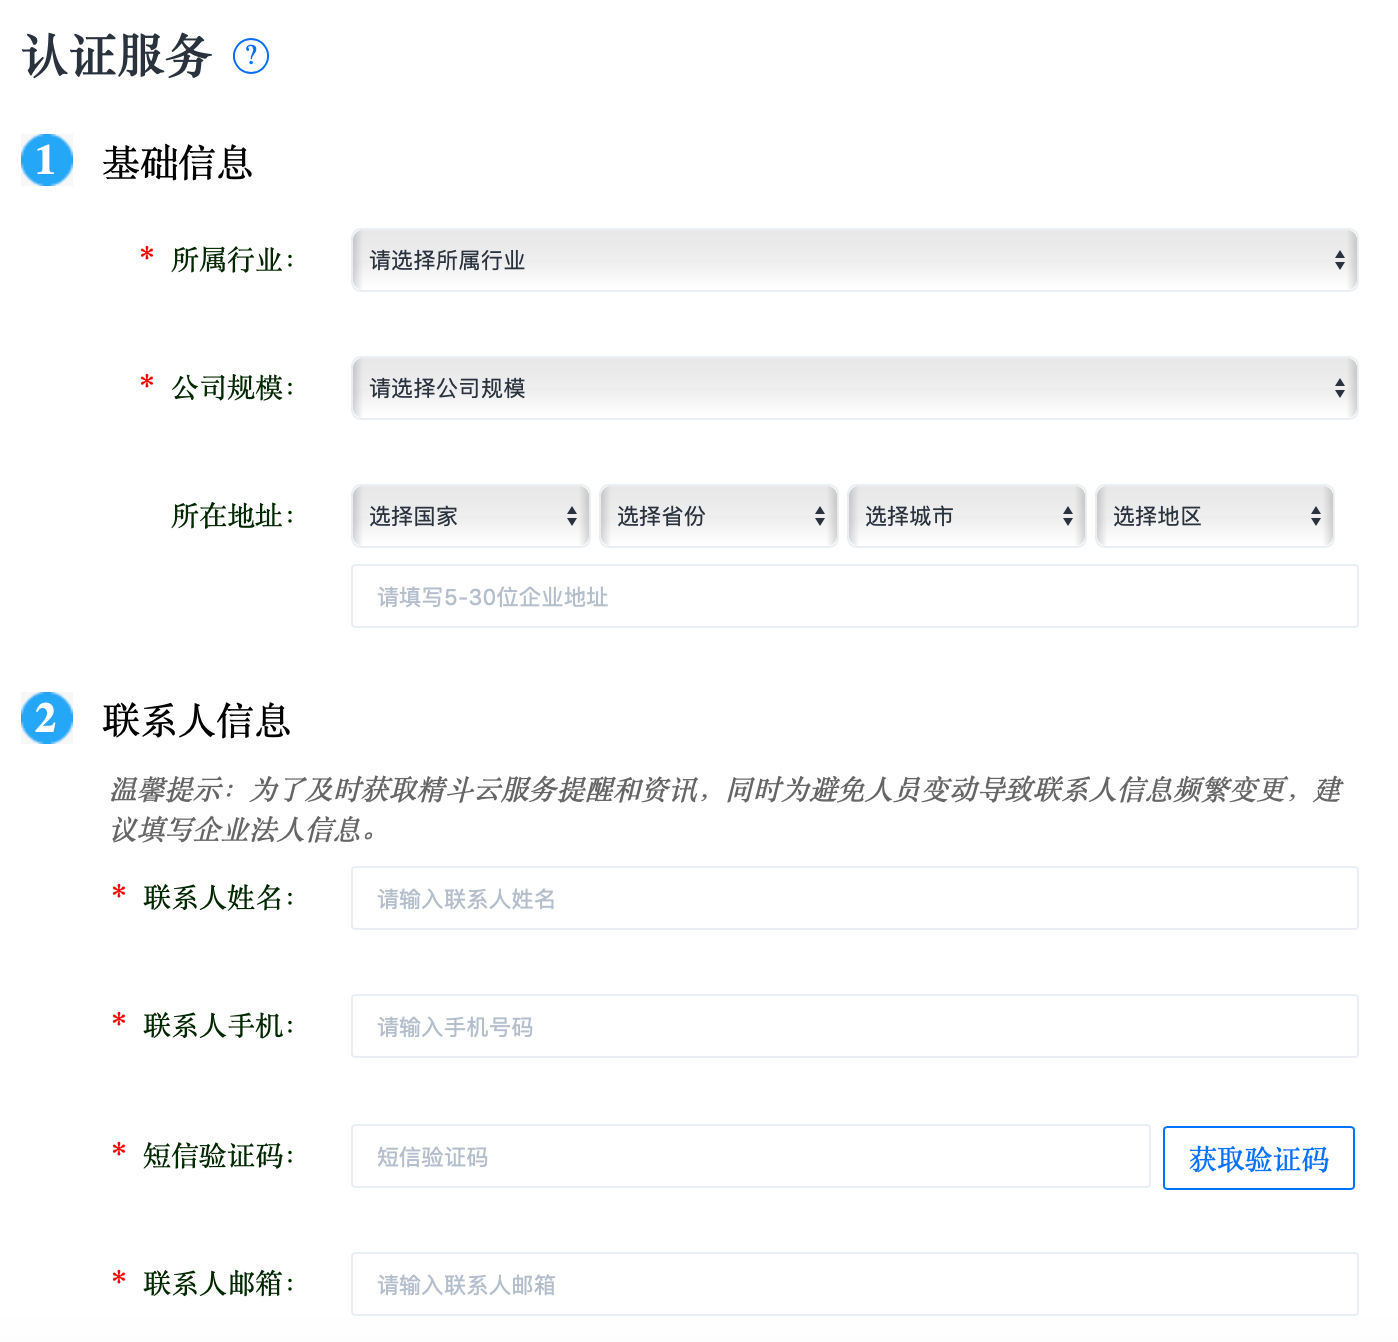 认证服务 ?
1 基础信息
* 所属行业： 请选择所属行业
* 公司规模： 请选择公司规模
所在地址： 选择国家 选择省份 选择城市 选择地区
请填写5-30位企业地址
2 联系人信息
温馨提示：为了及时获取精斗云服务提醒和资讯，同时为避免人员变动导致联系人信息频繁变更，建
议填写企业法人信息。
* 联系人姓名： 请输入联系人姓名
* 联系人手机： 请输入手机号码
* 短信验证码： 短信验证码 获取验证码
* 联系人邮箱： 请输入联系人邮箱